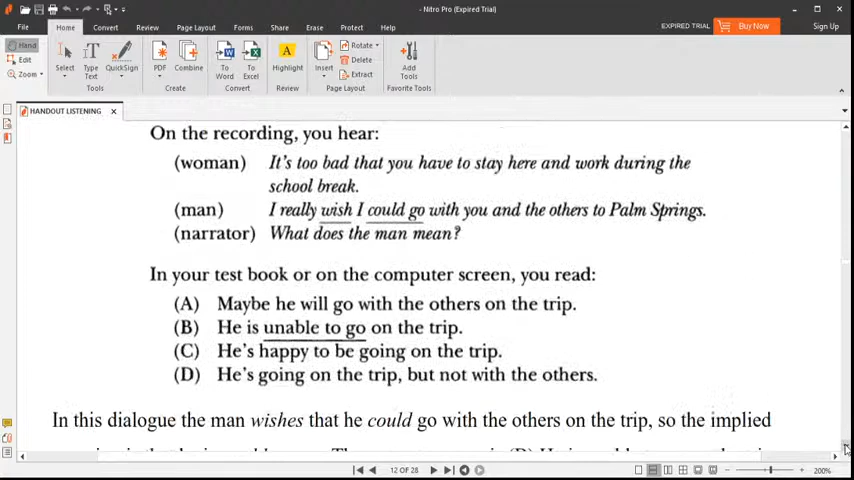 - Nitro Pro (Expired Trial)
File Home Convert Review Page Layout Forms Share Erase Protect Help EXPIRED TRIAL Buy Now Sign Up
Hand
Edit
Zoom
Select Type Text QuickSign
Tools
PDF Combine
Create
To Word To Excel
Convert
Highlight
Review
Insert Rotate Delete Extract
Page Layout
Add Tools
Favorite Tools
HANDOUT LISTENING
On the recording, you hear:
(woman) It's too bad that you have to stay here and work during the
school break.
(man) I really wish I could go with you and the others to Palm Springs.
(narrator) What does the man mean?
In your test book or on the computer screen, you read:
(A) Maybe he will go with the others on the trip.
(B) He is unable to go on the trip.
(C) He's happy to be going on the trip.
(D) He's going on the trip, but not with the others.
In this dialogue the man wishes that he could go with the others on the trip, so the implied
12 OF 28
200%